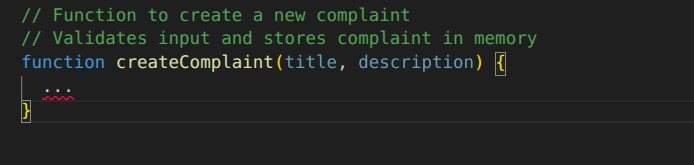 // Function to create a new complaint
// Validates input and stores complaint in memory
function createComplaint(title, description) {
  ...
}